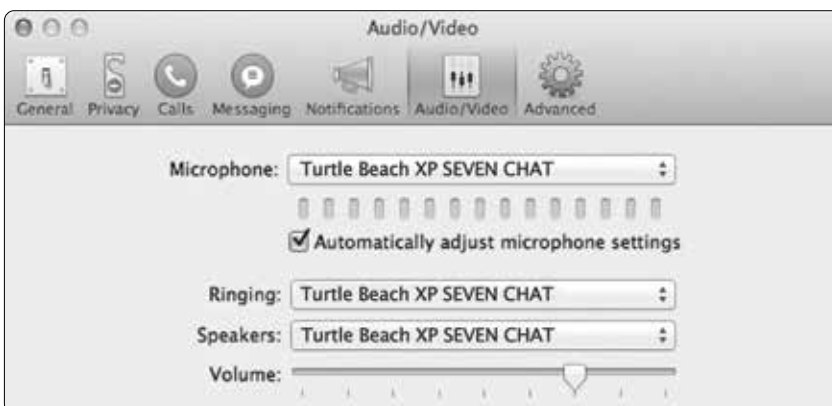 Audio/Video
General Privacy Calls Messaging Notifications Audio/Video Advanced
Microphone: Turtle Beach XP SEVEN CHAT
Automatically adjust microphone settings
Ringing: Turtle Beach XP SEVEN CHAT
Speakers: Turtle Beach XP SEVEN CHAT
Volume: